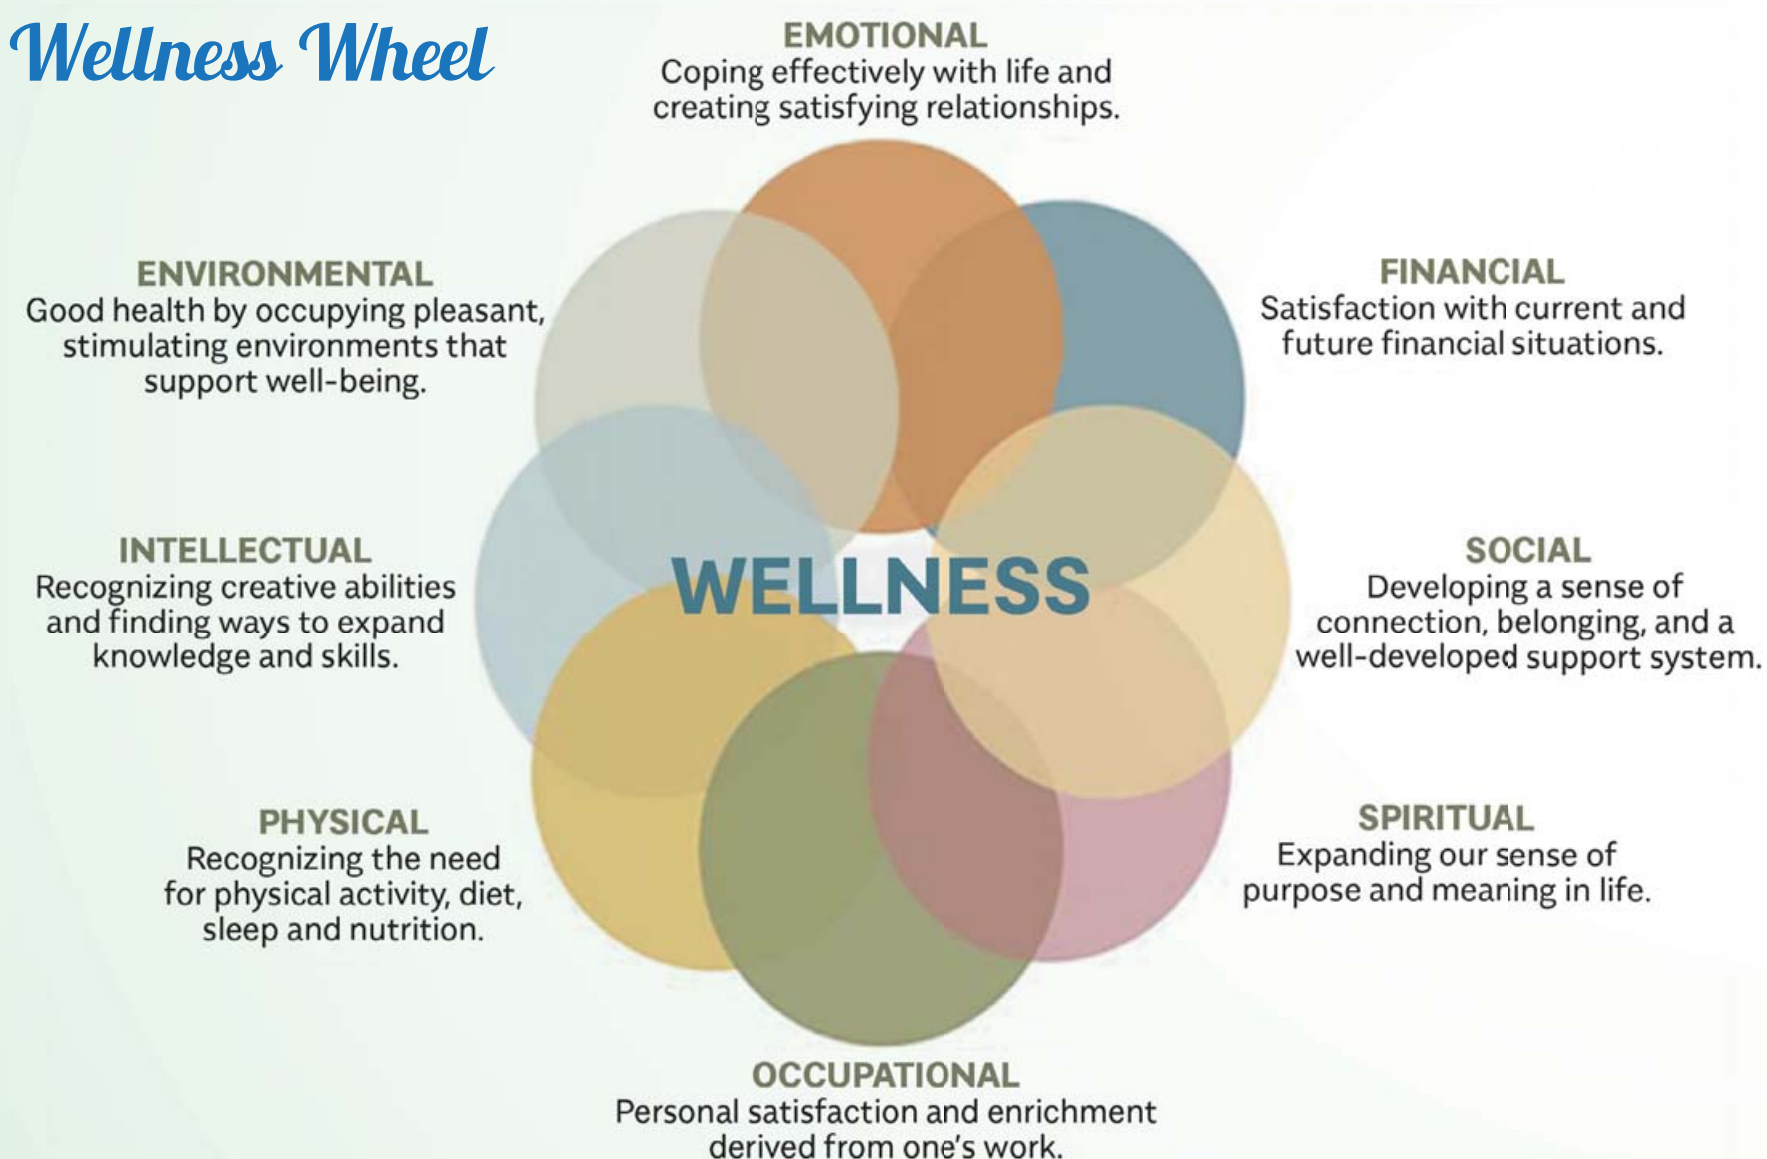 Wellness Wheel
EMOTIONAL
Coping effectively with life and
creating satisfying relationships.
FINANCIAL
Satisfaction with current and
future financial situations.
SOCIAL
Developing a sense of
connection, belonging, and a
well-developed support system.
SPIRITUAL
Expanding our sense of
purpose and meaning in life.
OCCUPATIONAL
Personal satisfaction and enrichment
derived from one's work.
PHYSICAL
Recognizing the need
for physical activity, diet,
sleep and nutrition.
INTELLECTUAL
Recognizing creative abilities
and finding ways to expand
knowledge and skills.
ENVIRONMENTAL
Good health by occupying pleasant,
stimulating environments that
support well-being.
WELLNESS